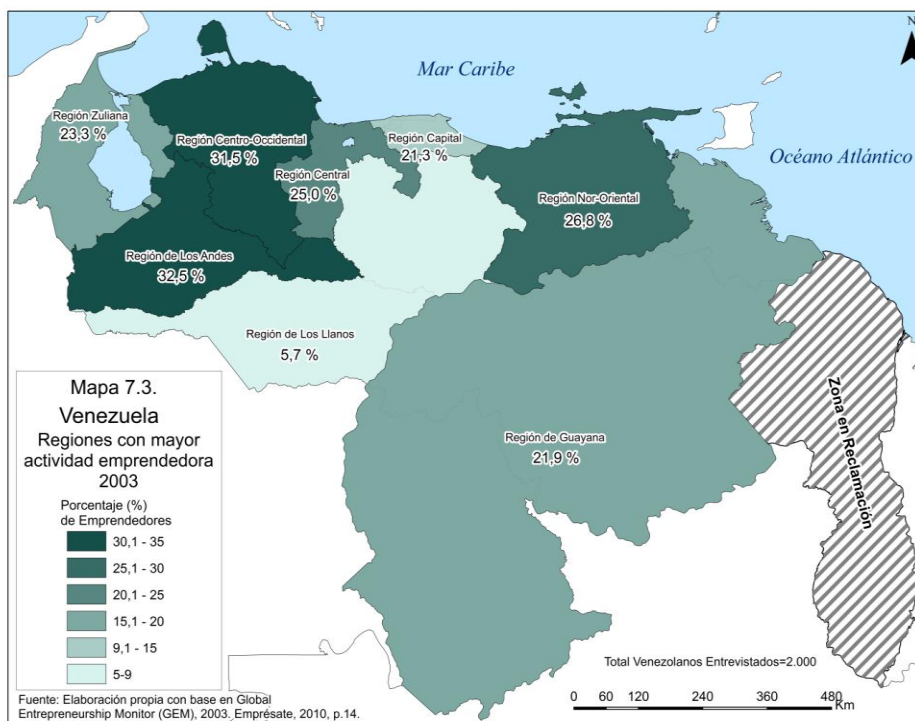 N
Mar Caribe
Océano Atlántico
Región Zuliana
23,3 %
Región Centro-Occidental
31,5 %
Región Capital
21,3 %
Región Central
25,0 %
Región Nor-Oriental
26,8 %
Región de Los Andes
32,5 %
Región de Los Llanos
5,7 %
Región de Guayana
21,9 %
Zona en Reclamación
Mapa 7.3.
Venezuela
Regiones con mayor
actividad emprendedora
2003
Porcentaje (%)
de Emprendedores
30,1 - 35
25,1 - 30
20,1 - 25
15,1 - 20
9,1 - 15
5-9
Total Venezolanos Entrevistados=2.000
0 60 120 240 360 480
Km
Fuente: Elaboración propia con base en Global
Entrepreneurship Monitor (GEM), 2003. Empresate, 2010, p.14.